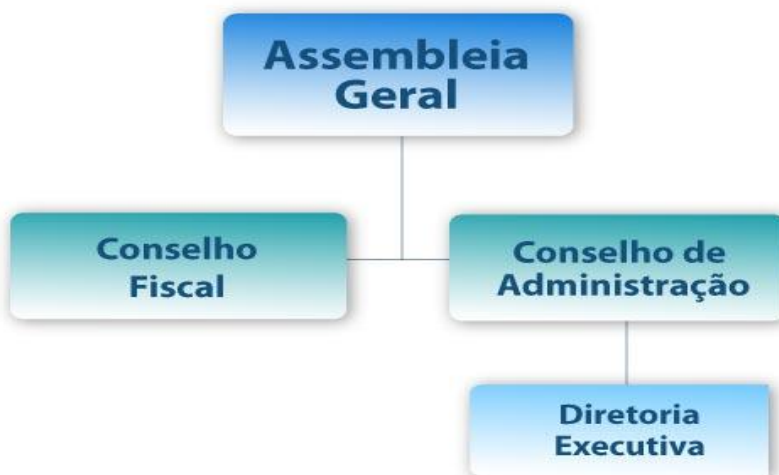 Assembleia
Geral
Conselho
Fiscal
Conselho de
Administração
Diretoria
Executiva